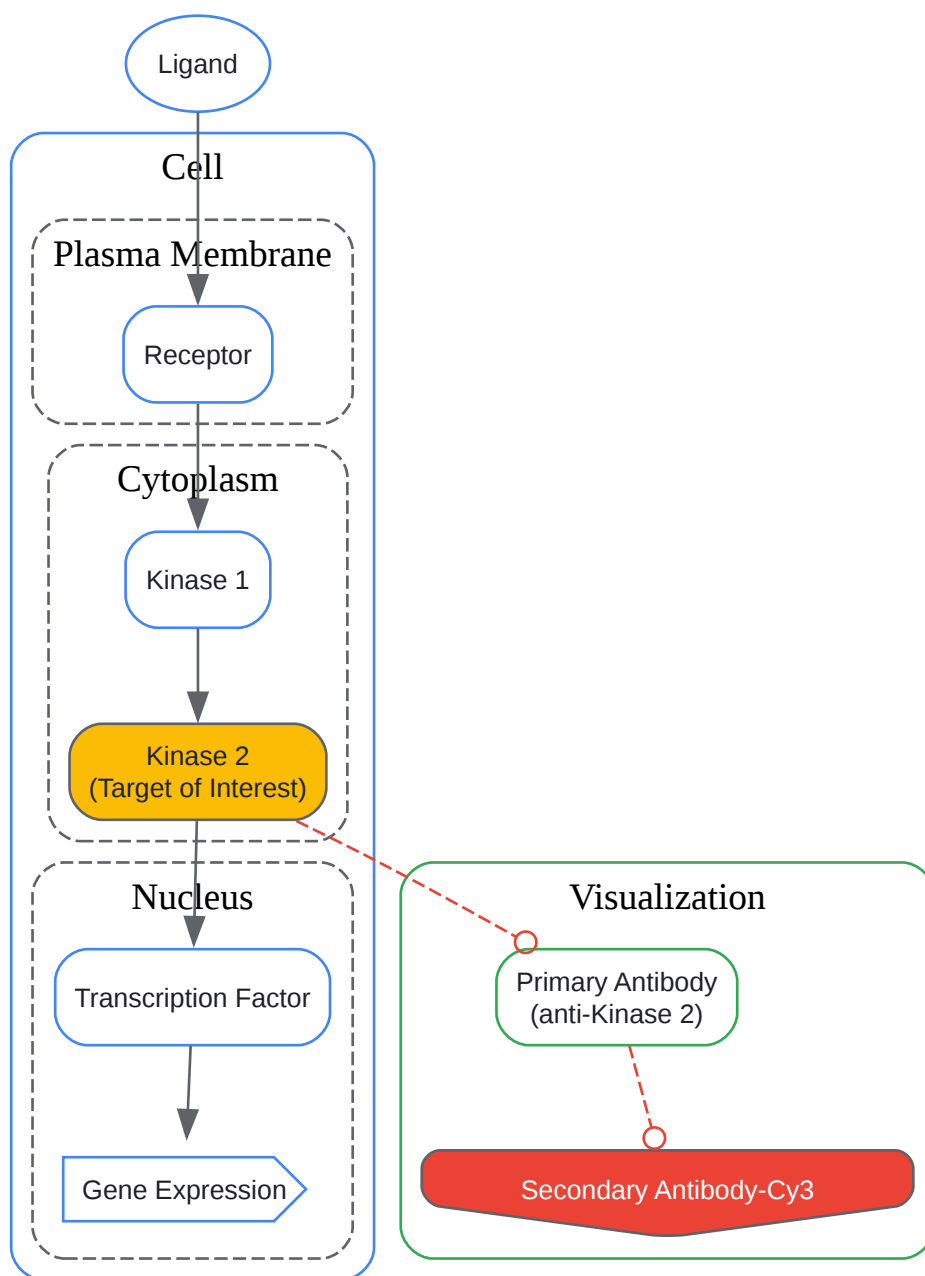 Ligand
Cell
Plasma Membrane
Receptor
Cytoplasm
Kinase 1
Kinase 2
(Target of Interest)
Nucleus
Transcription Factor
Gene Expression
Visualization
Primary Antibody
(anti-Kinase 2)
Secondary Antibody-Cy3